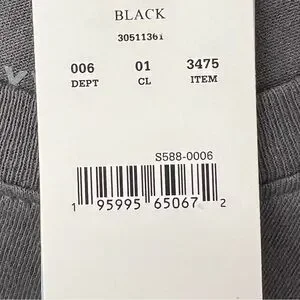 BLACK
30511361
006 01 3475
DEPT CL ITEM
S588-0006
1 95995 65067 2